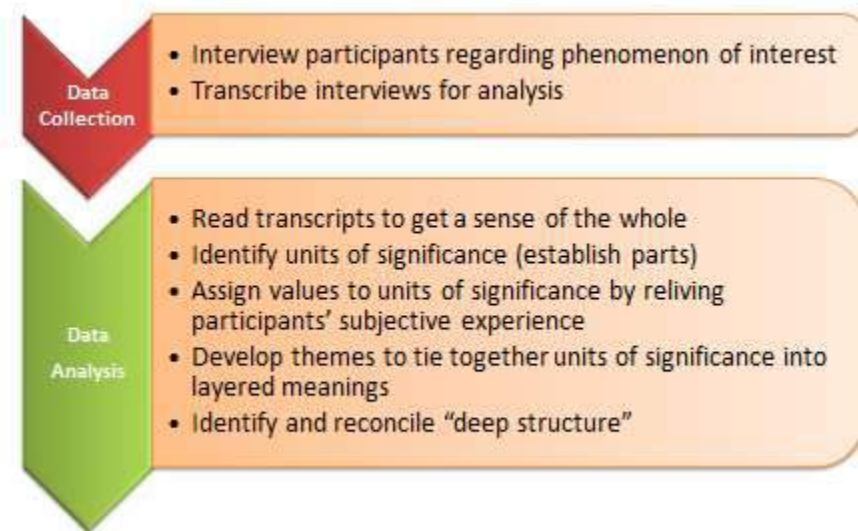 Data
Collection
• Interview participants regarding phenomenon of interest
• Transcribe interviews for analysis
Data
Analysis
• Read transcripts to get a sense of the whole
• Identify units of significance (establish parts)
• Assign values to units of significance by reliving
participants’ subjective experience
• Develop themes to tie together units of significance into
layered meanings
• Identify and reconcile “deep structure”